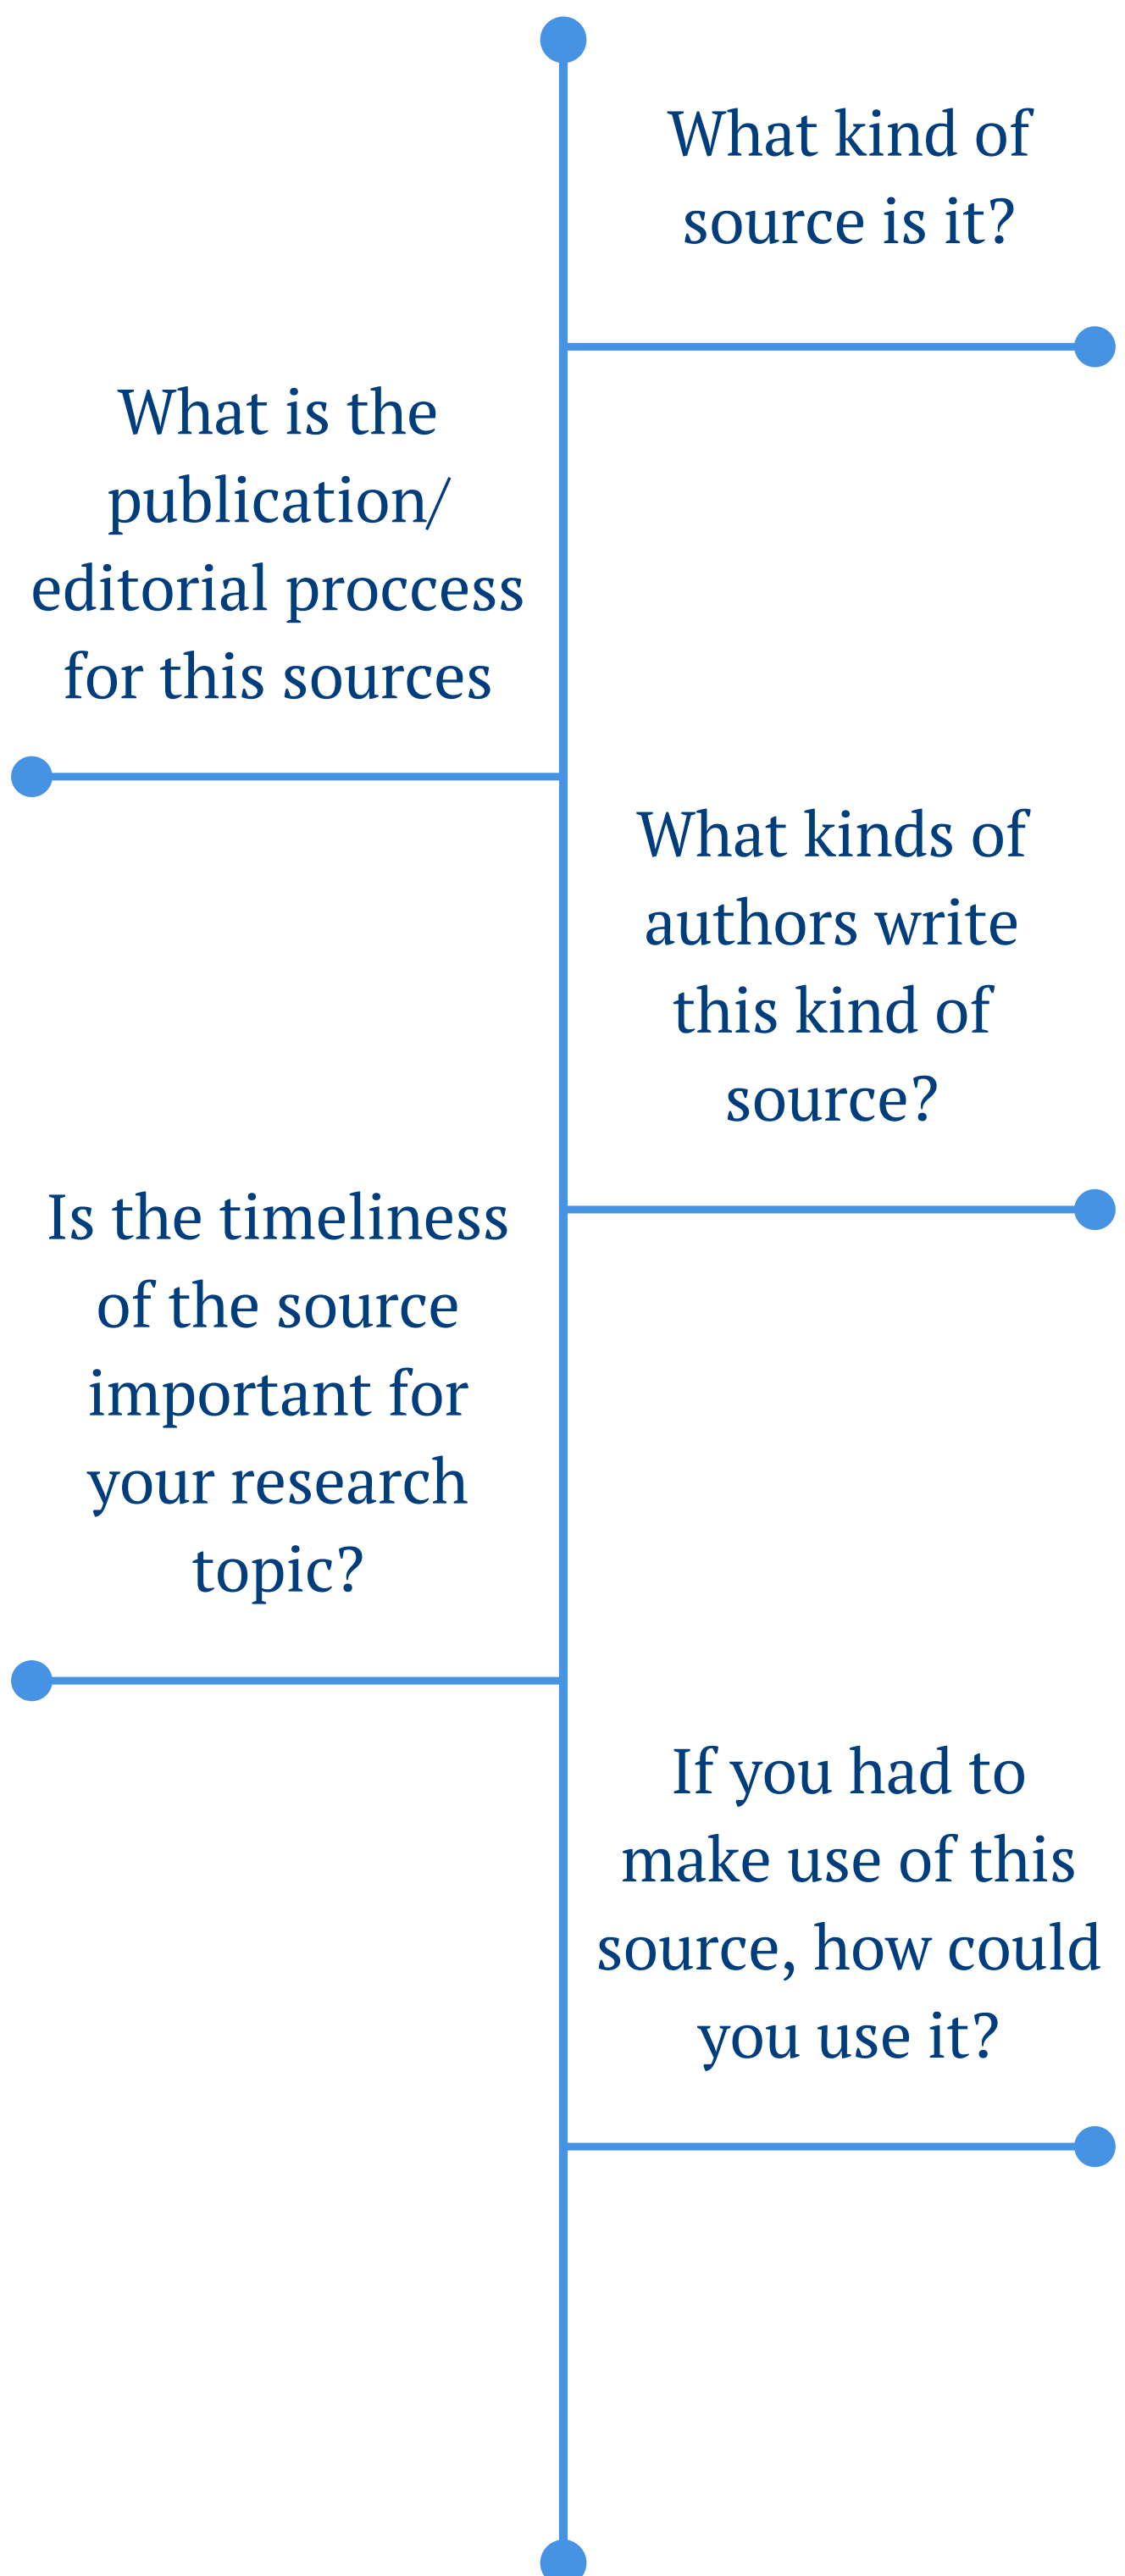 What kind of
source is it?
What is the
publication/
editorial proccess
for this sources
What kinds of
authors write
this kind of
source?
Is the timeliness
of the source
important for
your research
topic?
If you had to
make use of this
source, how could
you use it?